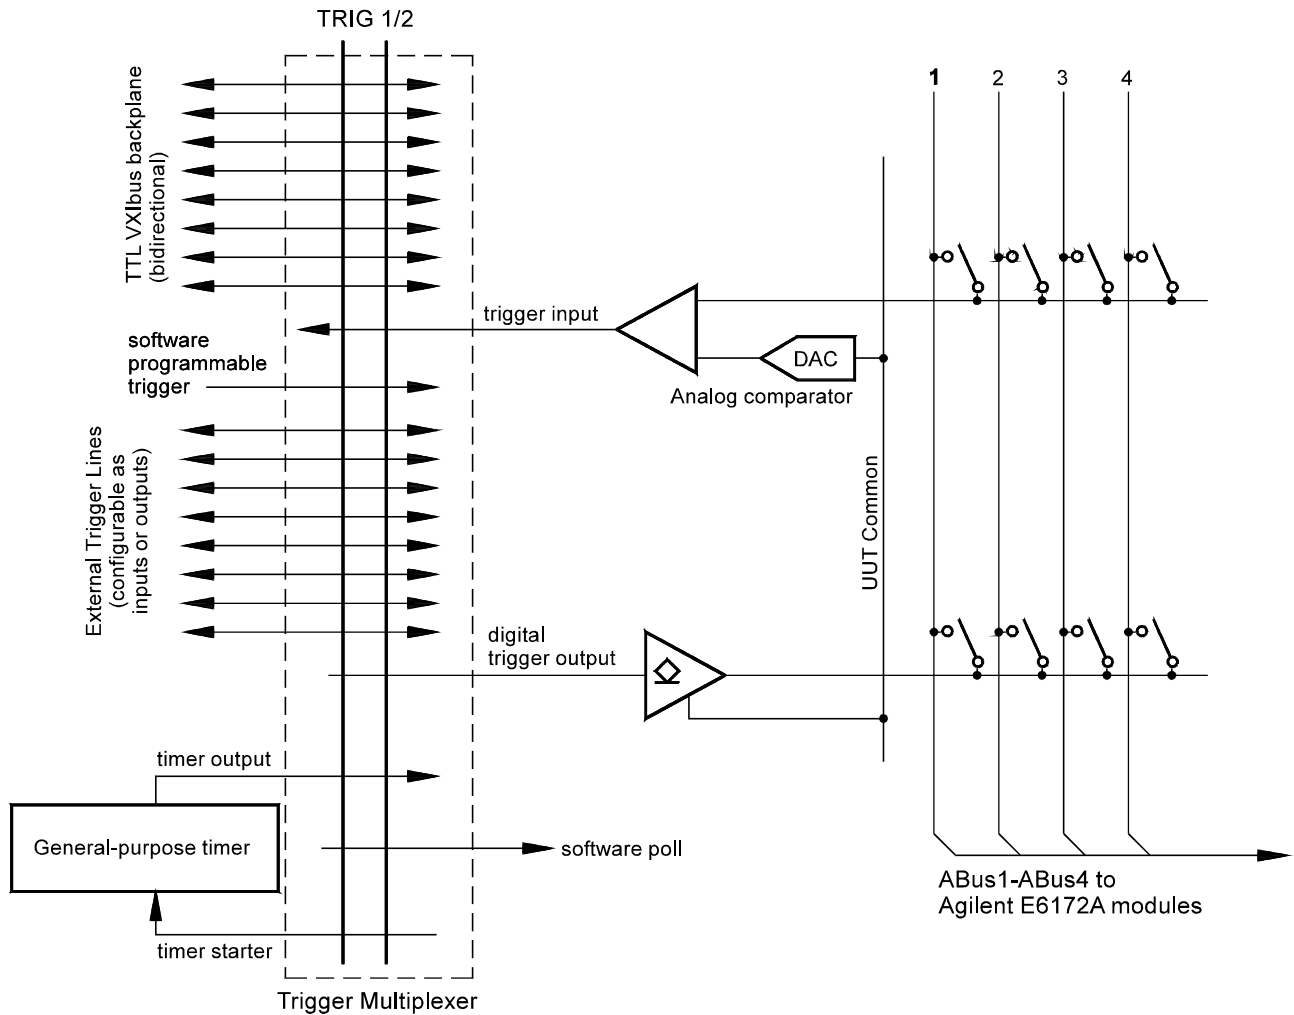 TRIG 1/2
TTL VXIbus backplane
(bidirectional)
1 2 3 4
trigger input
software
programmable
trigger
DAC
Analog comparator
External Trigger Lines
(configurable as
inputs or outputs)
UUT Common
digital
trigger output
timer output
General-purpose timer
software poll
ABus1-ABus4 to
Agilent E6172A modules
timer starter
Trigger Multiplexer